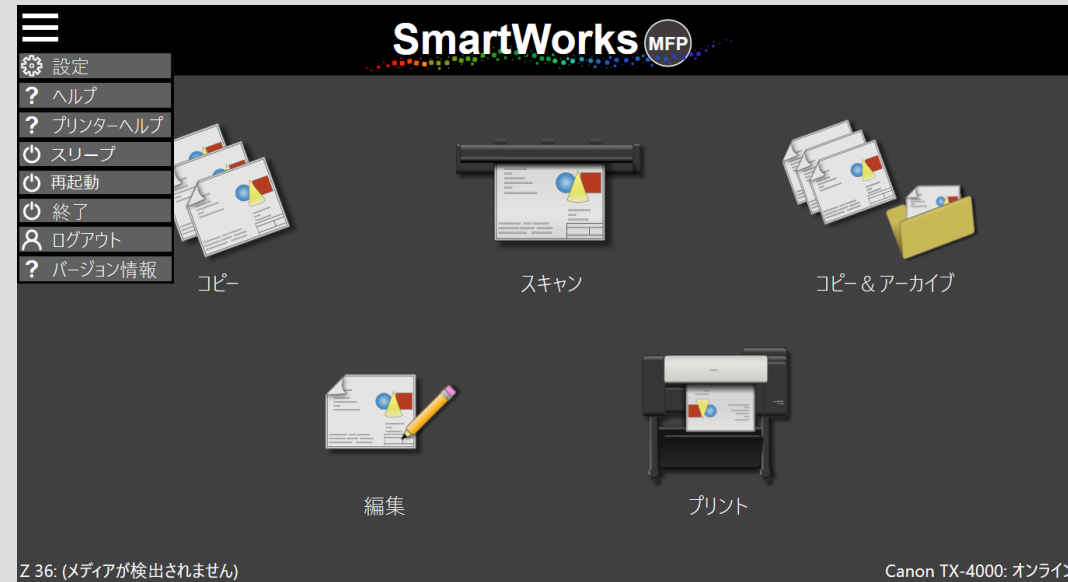 SmartWorks MFP
設定
? ヘルプ
? プリンターヘルプ
スリープ
再起動
終了
ログアウト
? バージョン情報
コピー
スキャン
コピー & アーカイブ
編集
プリント
Z 36: (メディアが検出されません)
Canon TX-4000: オンライン